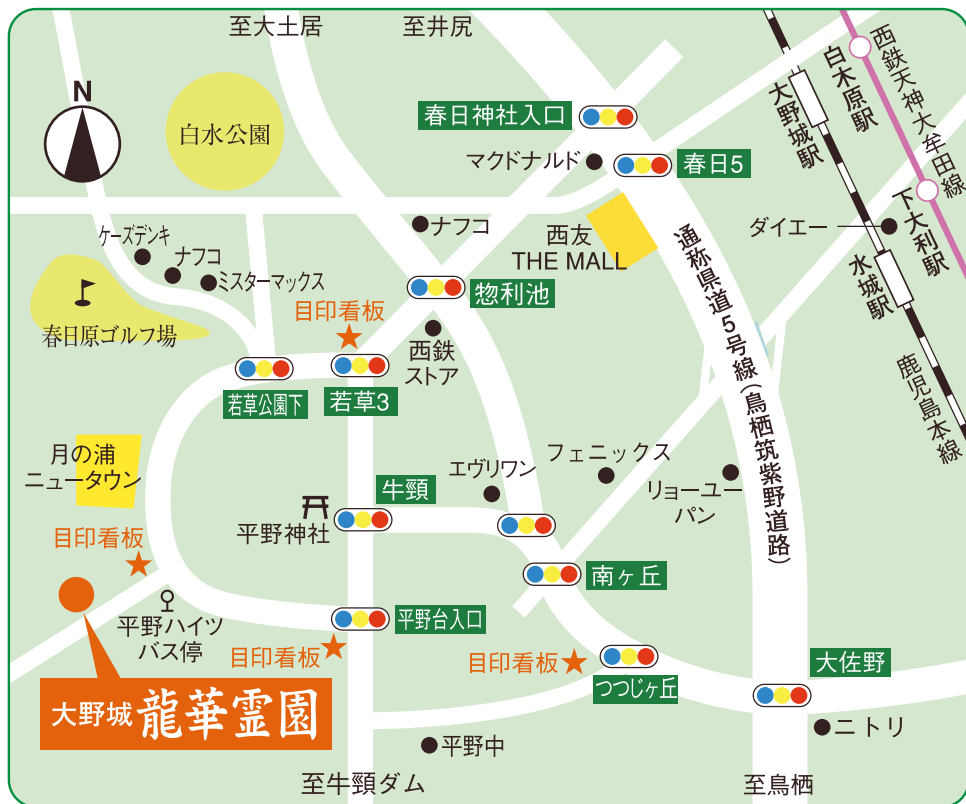 至大土居
至井尻
N
白水公園
春日神社入口
マクドナルド
春日5
大野城駅
白木原駅
西鉄天神大牟田線
下大利駅
ダイエー
水城駅
鹿児島本線
ケーズデンキ
ナフコ
ミスターマックス
ナフコ
西友
THE MALL
通称県道5号線(鳥栖筑紫野道路)
惣利池
目印看板
春日原ゴルフ場
西鉄
ストア
若草公園下
若草3
月の浦
ニュータウン
牛頸
エヴリワン
フェニックス
リョーユー
パン
平野神社
目印看板
南ヶ丘
平野ハイツ
バス停
平野台入口
目印看板
目印看板
つつじヶ丘
大佐野
大野城 龍華霊園
ニトリ
平野中
至牛頸ダム
至鳥栖